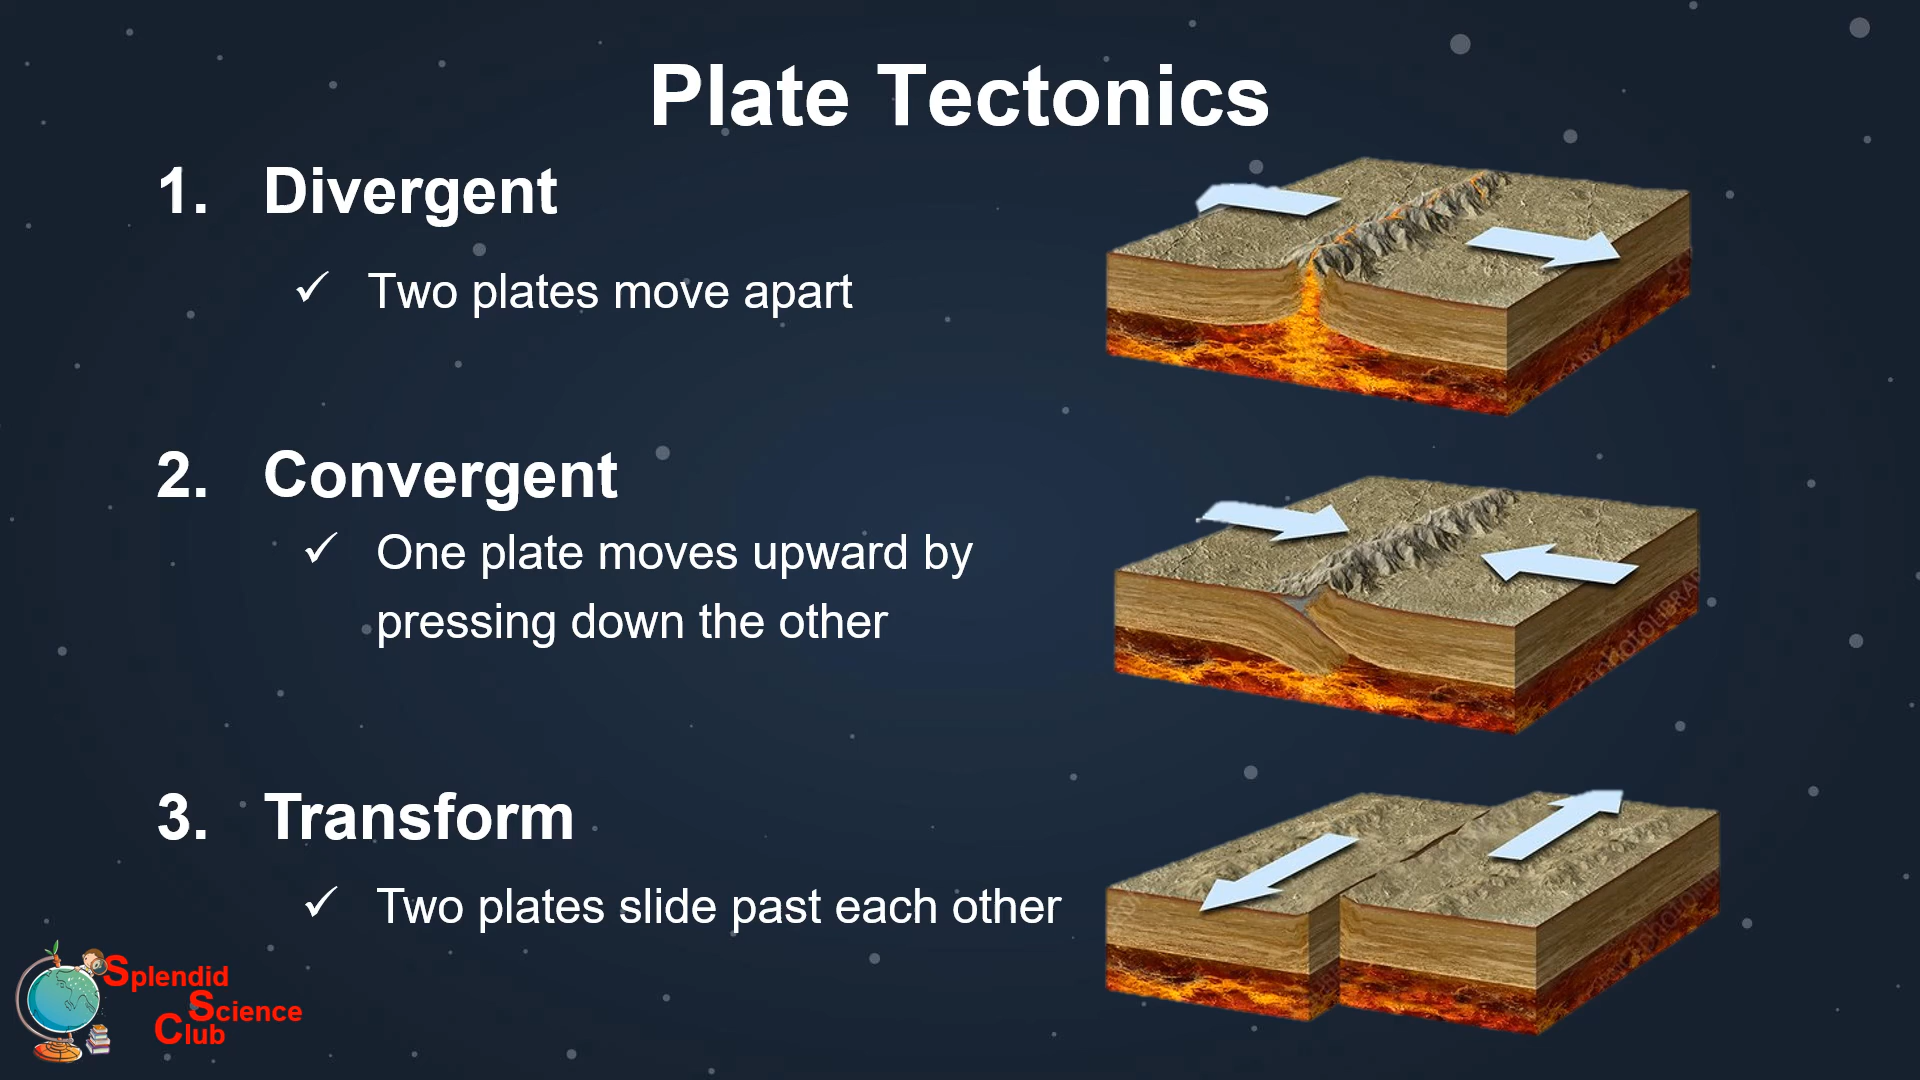 Plate Tectonics
1. Divergent
✓ Two plates move apart
2. Convergent
✓ One plate moves upward by
pressing down the other
3. Transform
✓ Two plates slide past each other
Splendid
Science
Club